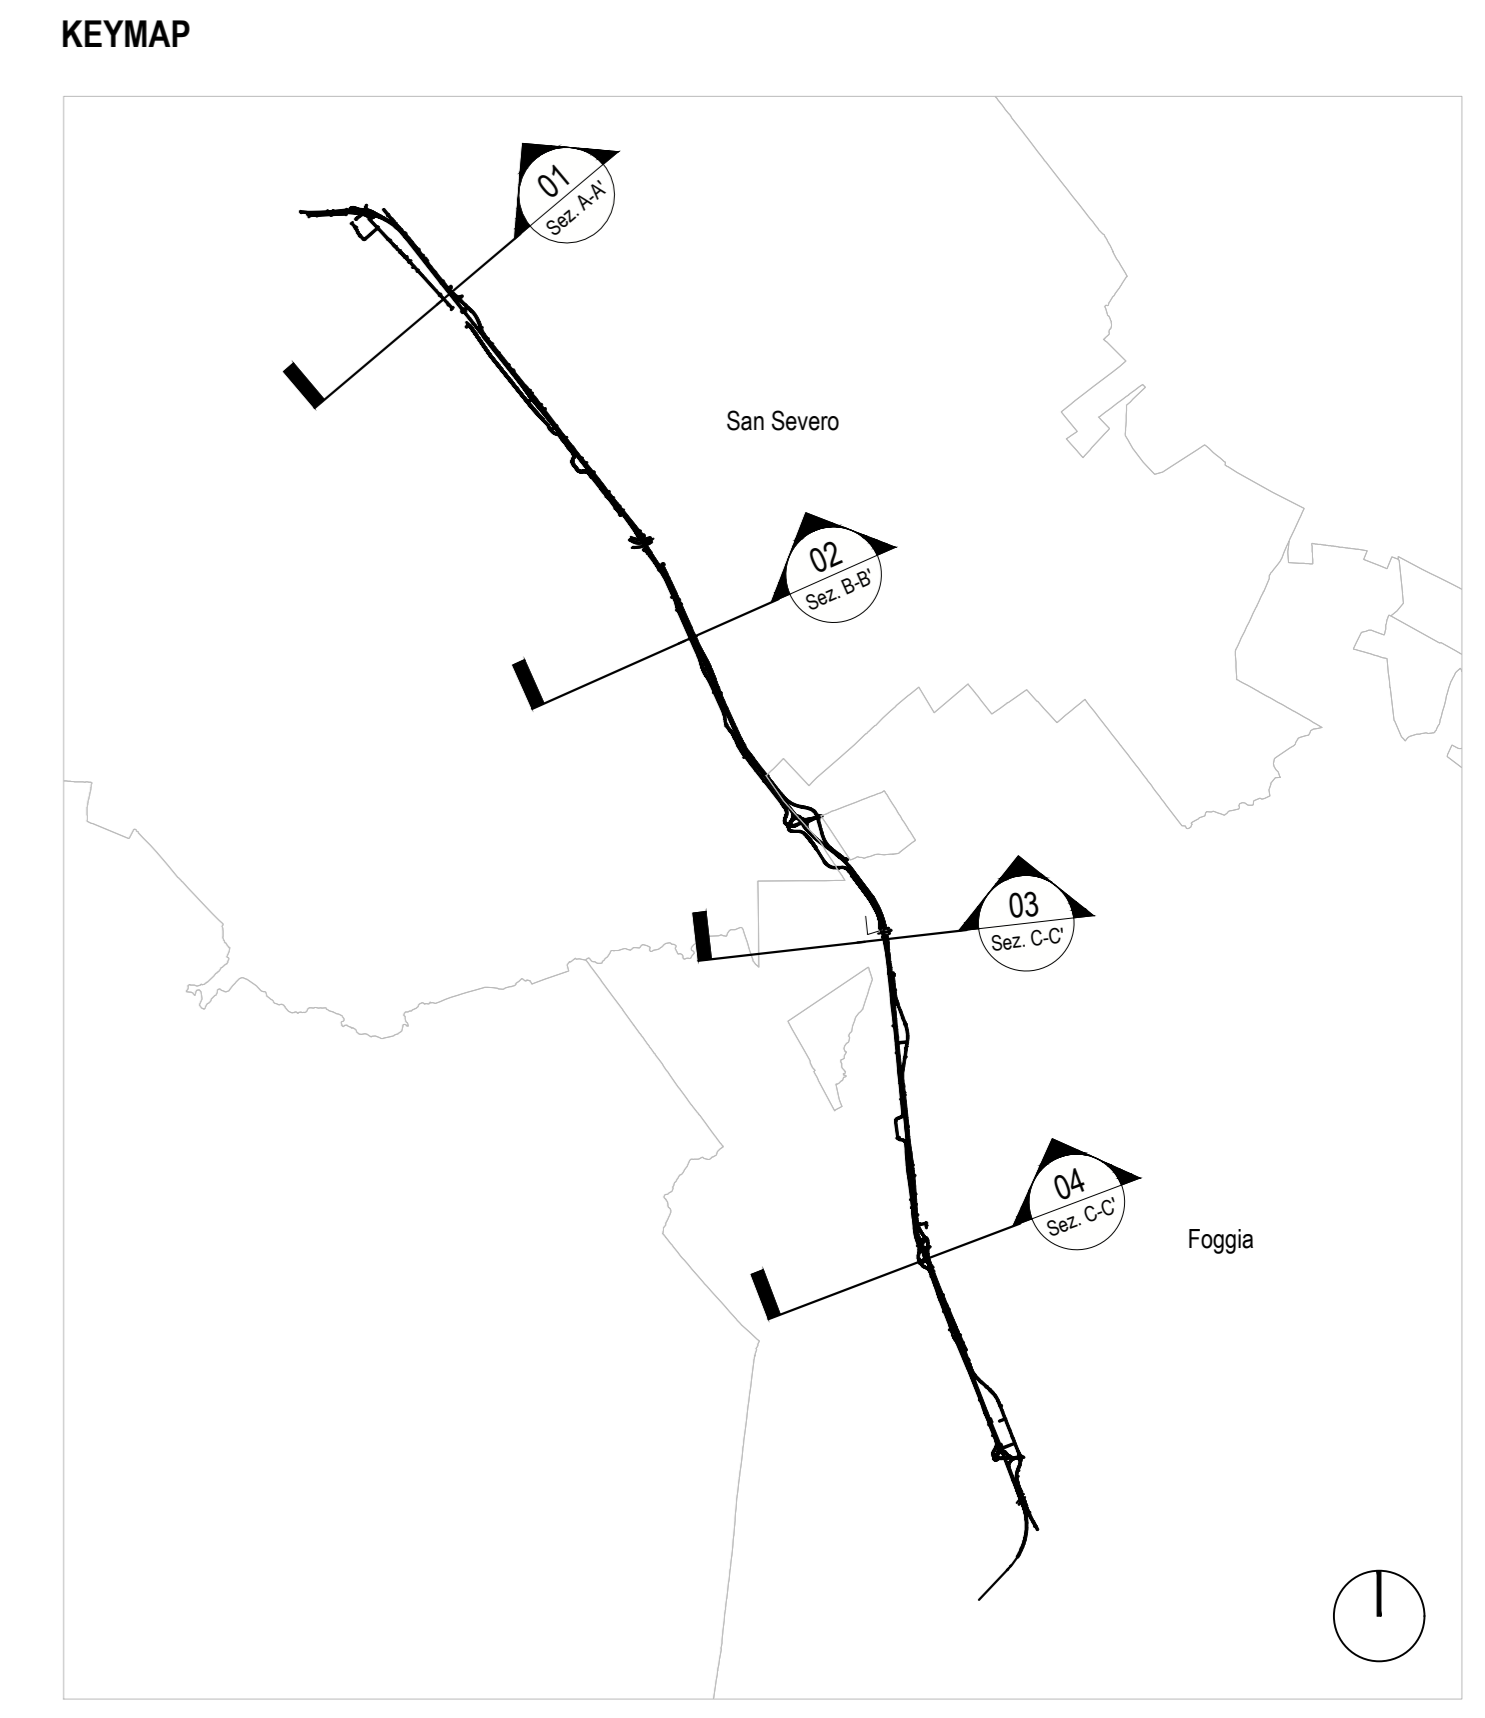 KEYMAP
01
Sez. A-A'
San Severo
02
Sez. B-B'
03
Sez. C-C'
04
Sez. C-C'
Foggia